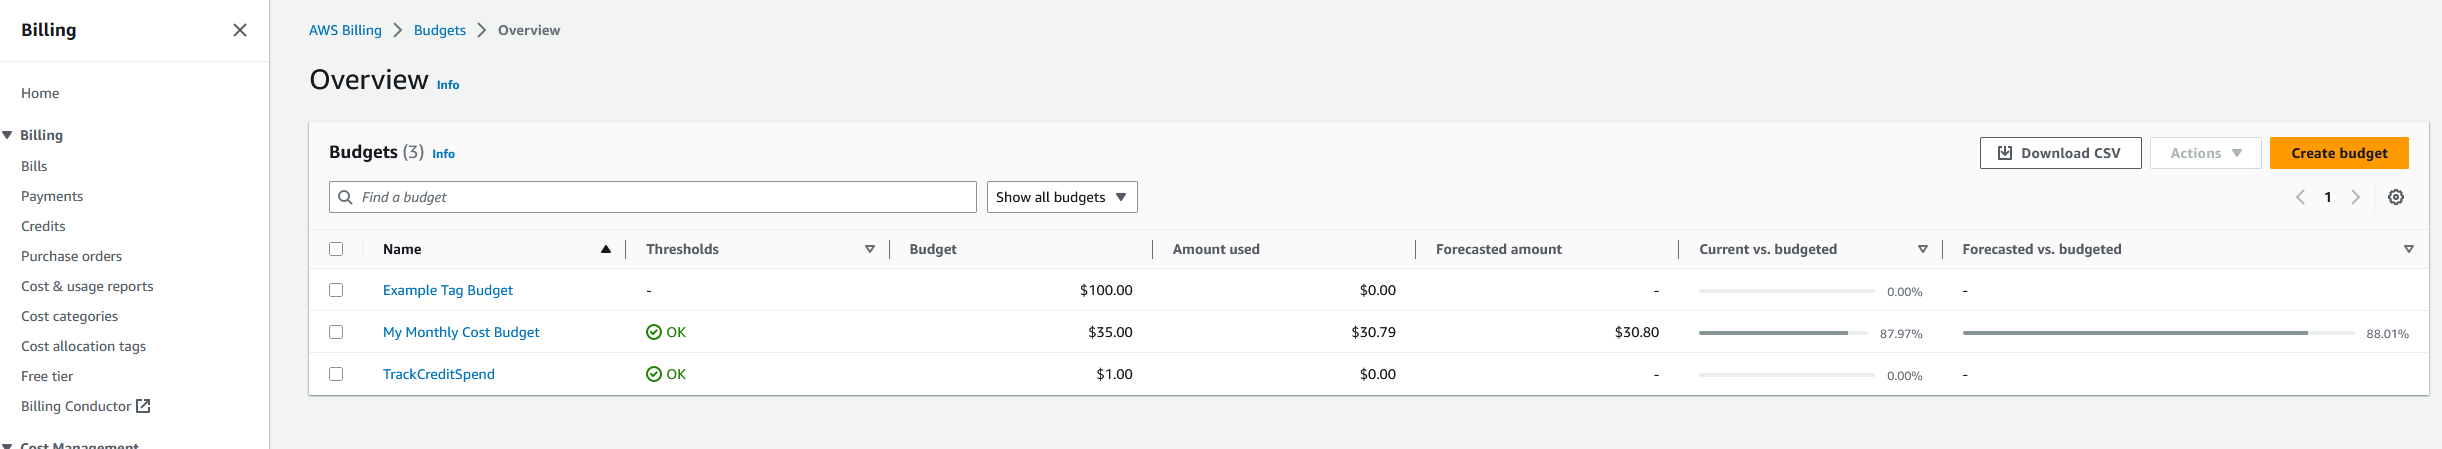 Billing
Home
Billing
Bills
Payments
Credits
Purchase orders
Cost & usage reports
Cost categories
Cost allocation tags
Free tier
Billing Conductor
Cost Management
AWS Billing Budgets Overview
Overview Info
Budgets (3) Info
Download CSV Actions Create budget
Find a budget Show all budgets 1
Name Thresholds Budget Amount used Forecasted amount Current vs. budgeted Forecasted vs. budgeted
Example Tag Budget - $100.00 $0.00 - 0.00% -
My Monthly Cost Budget OK $35.00 $30.79 $30.80 87.97% 88.01%
TrackCreditSpend OK $1.00 $0.00 - 0.00% -